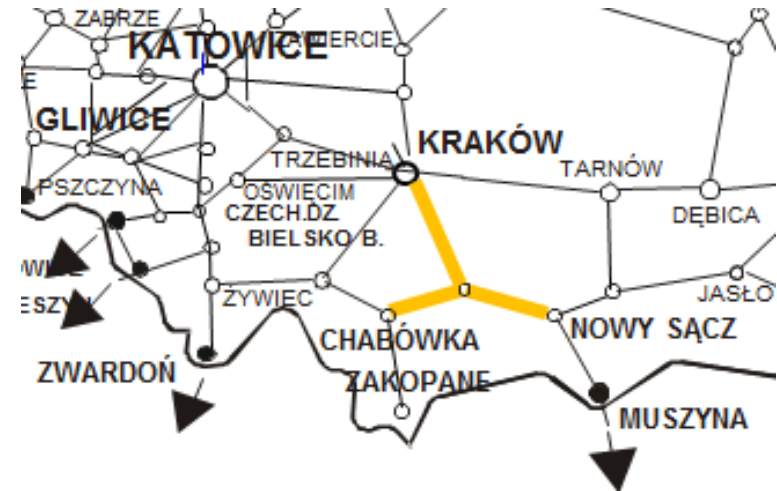 ZABRZE
KATOWICE
ZAWIERCIE
E
GLIWICE
KRAKÓW
TRZEBINIA
TARNÓW
PSZCZYNA
OŚWIĘCIM
DĘBICA
CZECH.DZ.
BIELSKO B.
ŻYWIEC
JASŁO
CHABÓWKA
NOWY SĄCZ
ZWARDOŃ
ZAKOPANE
MUSZYNA